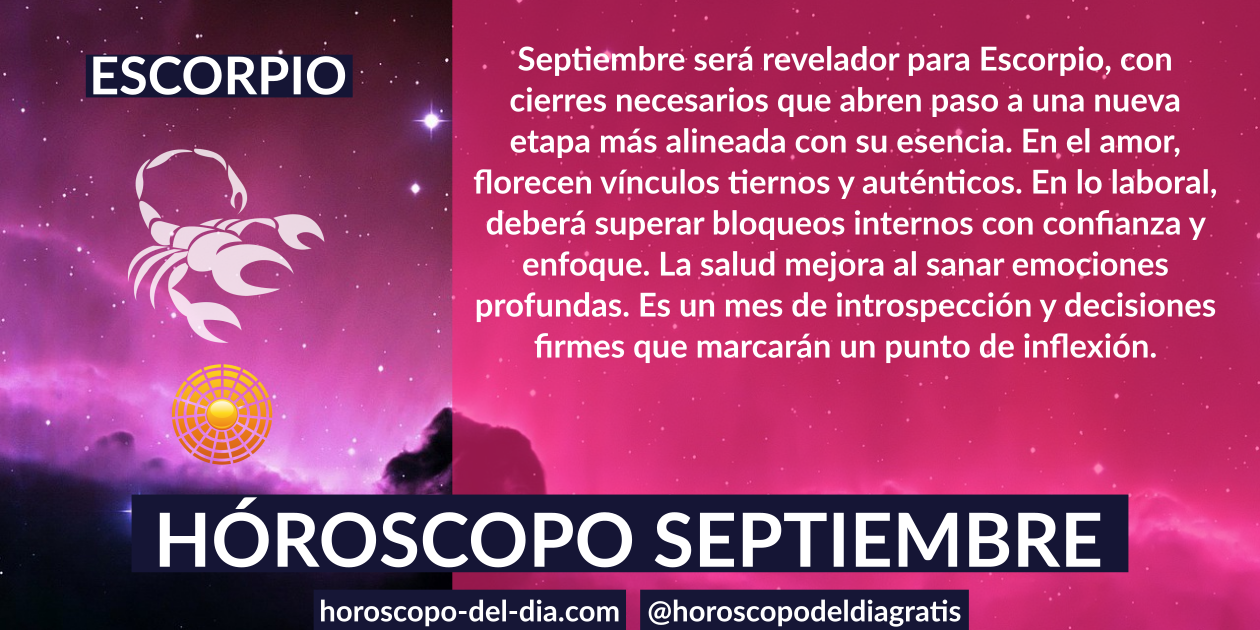 ESCORPIO
Septiembre será revelador para Escorpio, con
cierres necesarios que abren paso a una nueva
etapa más alineada con su esencia. En el amor,
florecen vínculos tiernos y auténticos. En lo laboral,
deberá superar bloqueos internos con confianza y
enfoque. La salud mejora al sanar emociones
profundas. Es un mes de introspección y decisiones
firmes que marcarán un punto de inflexión.
HÓROSCOPO SEPTIEMBRE
horoscopo-del-dia.com
@horoscopodeldiagratis